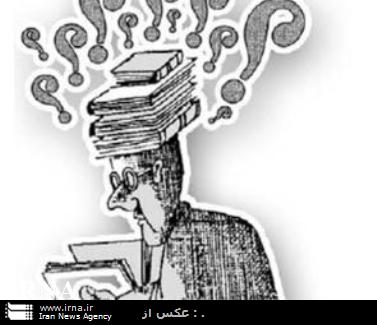 www.irna.ir
Iran News Agency
عکس از : .